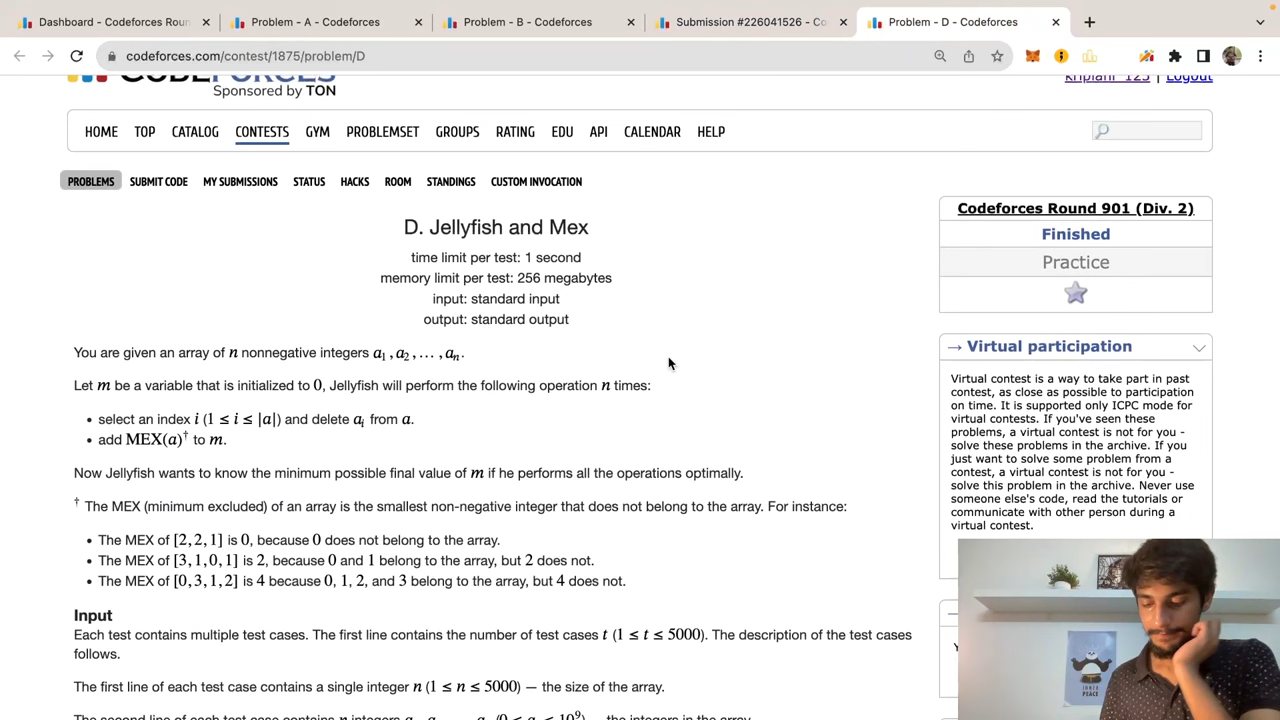 Dashboard - Codeforces Roun
Problem - A - Codeforces
Problem - B - Codeforces
Submission #226041526 - Co
Problem - D - Codeforces
codeforces.com/contest/1875/problem/D
CODEFORCES
Sponsored by TON
kriplani_123 | Logout
HOME TOP CATALOG CONTESTS GYM PROBLEMSET GROUPS RATING EDU API CALENDAR HELP
PROBLEMS SUBMIT CODE MY SUBMISSIONS STATUS HACKS ROOM STANDINGS CUSTOM INVOCATION
D. Jellyfish and Mex
time limit per test: 1 second
memory limit per test: 256 megabytes
input: standard input
output: standard output
You are given an array of n nonnegative integers a1, a2, … , an.
Let m be a variable that is initialized to 0, Jellyfish will perform the following operation n times:
• select an index i (1 ≤ i ≤ |a|) and delete ai from a.
• add MEX(a)† to m.
Now Jellyfish wants to know the minimum possible final value of m if he performs all the operations optimally.
† The MEX (minimum excluded) of an array is the smallest non-negative integer that does not belong to the array. For instance:
• The MEX of [2,2,1] is 0, because 0 does not belong to the array.
• The MEX of [3,1,0,1] is 2, because 0 and 1 belong to the array, but 2 does not.
• The MEX of [0,3,1,2] is 4 because 0, 1, 2, and 3 belong to the array, but 4 does not.
Input
Each test contains multiple test cases. The first line contains the number of test cases t (1 ≤ t ≤ 5000). The description of the test cases
follows.
The first line of each test case contains a single integer n (1 ≤ n ≤ 5000) — the size of the array.
The second line of each test case contains n integers a1, a2, … , an (0 ≤ ai ≤ 10^9) — the integers in the array.
Codeforces Round 901 (Div. 2)
Finished
Practice
→ Virtual participation
Virtual contest is a way to take part in past
contest, as close as possible to participation
on time. It is supported only ICPC mode for
virtual contests. If you've seen these
problems, a virtual contest is not for you -
solve these problems in the archive. If you
just want to solve some problem from a
contest, a virtual contest is not for you -
solve this problem in the archive. Never use
someone else's code, read the tutorials or
communicate with other person during a
virtual contest.
INNER
PEACE